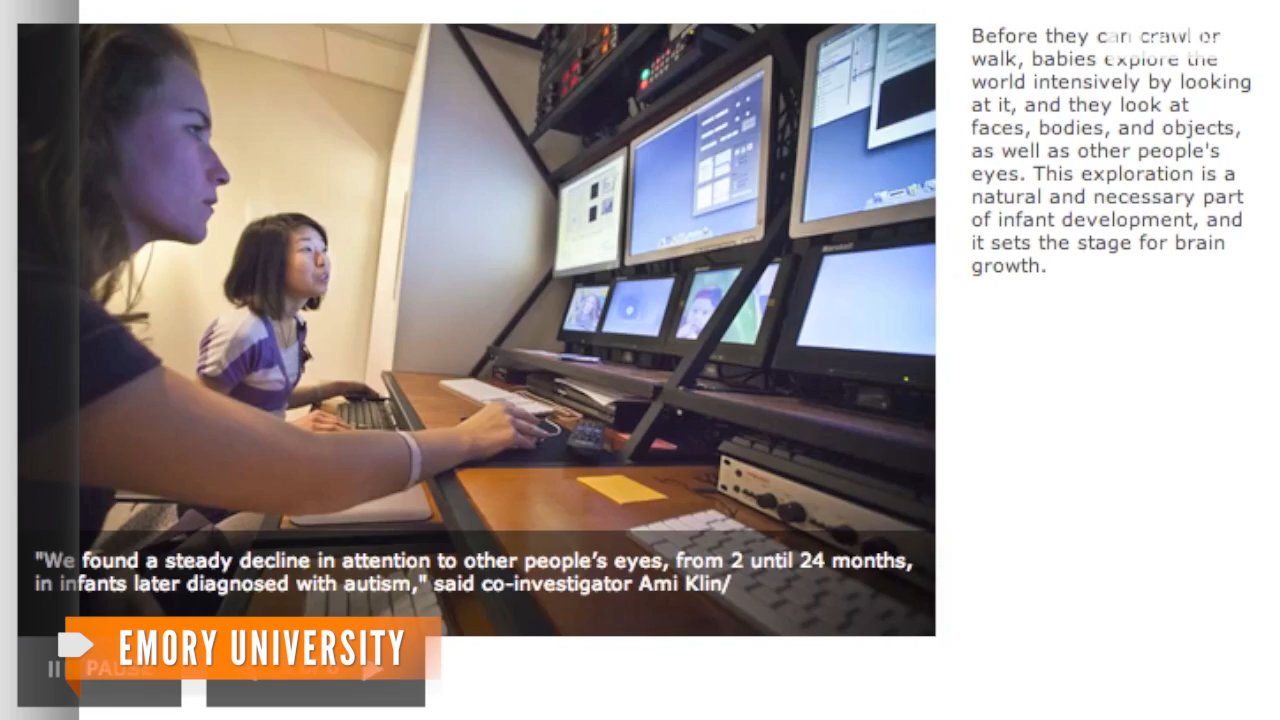 Before they can crawl or
walk, babies explore the
world intensively by looking
at it, and they look at
faces, bodies, and objects,
as well as other people's
eyes. This exploration is a
natural and necessary part
of infant development, and
it sets the stage for brain
growth.
"We found a steady decline in attention to other people’s eyes, from 2 until 24 months,
in infants later diagnosed with autism," said co-investigator Ami Klin/
EMORY UNIVERSITY
PAUSE